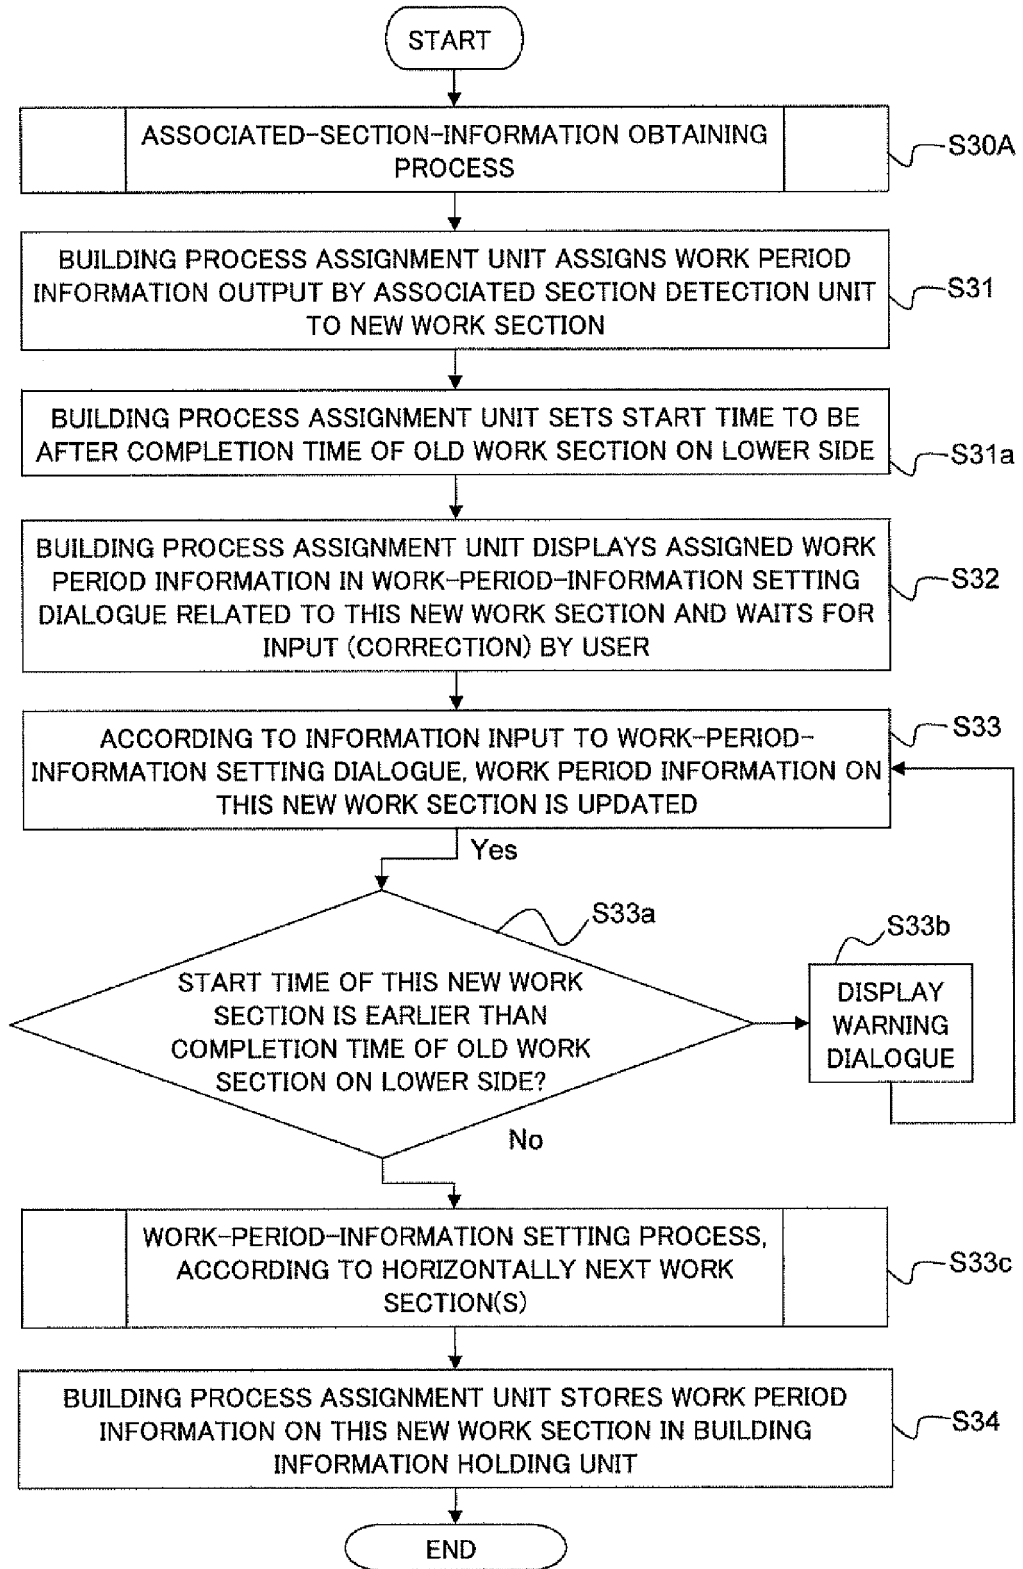 START
ASSOCIATED-SECTION-INFORMATION OBTAINING
PROCESS
S30A
BUILDING PROCESS ASSIGNMENT UNIT ASSIGNS WORK PERIOD
INFORMATION OUTPUT BY ASSOCIATED SECTION DETECTION UNIT
TO NEW WORK SECTION
S31
BUILDING PROCESS ASSIGNMENT UNIT SETS START TIME TO BE
AFTER COMPLETION TIME OF OLD WORK SECTION ON LOWER SIDE
S31a
BUILDING PROCESS ASSIGNMENT UNIT DISPLAYS ASSIGNED WORK
PERIOD INFORMATION IN WORK-PERIOD-INFORMATION SETTING
DIALOGUE RELATED TO THIS NEW WORK SECTION AND WAITS FOR
INPUT (CORRECTION) BY USER
S32
ACCORDING TO INFORMATION INPUT TO WORK-PERIOD-
INFORMATION SETTING DIALOGUE, WORK PERIOD INFORMATION ON
THIS NEW WORK SECTION IS UPDATED
S33
Yes
S33a
START TIME OF THIS NEW WORK
SECTION IS EARLIER THAN
COMPLETION TIME OF OLD WORK
SECTION ON LOWER SIDE?
S33b
DISPLAY
WARNING
DIALOGUE
No
WORK-PERIOD-INFORMATION SETTING PROCESS,
ACCORDING TO HORIZONTALLY NEXT WORK
SECTION(S)
S33c
BUILDING PROCESS ASSIGNMENT UNIT STORES WORK PERIOD
INFORMATION ON THIS NEW WORK SECTION IN BUILDING
INFORMATION HOLDING UNIT
S34
END